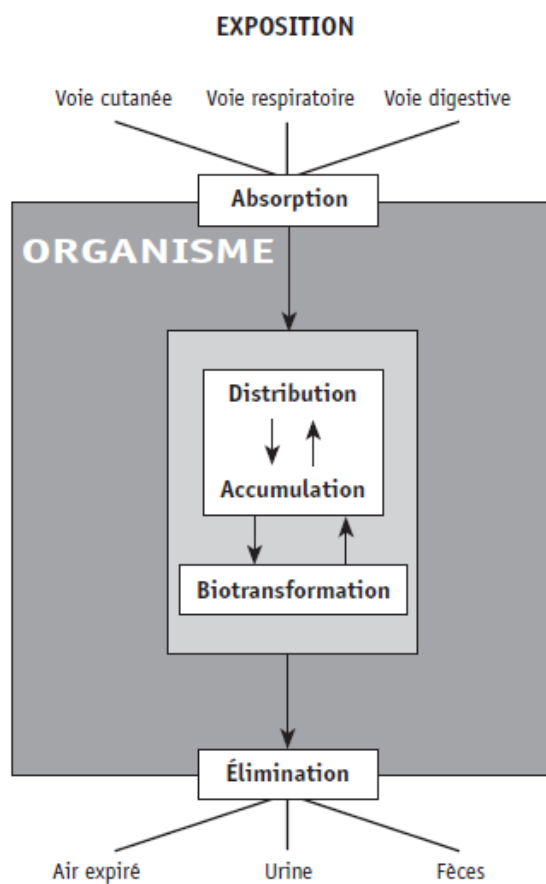 EXPOSITION
Voie cutanée Voie respiratoire Voie digestive
Absorption
ORGANISME
Distribution
Accumulation
Biotransformation
Élimination
Air expiré Urine Fèces